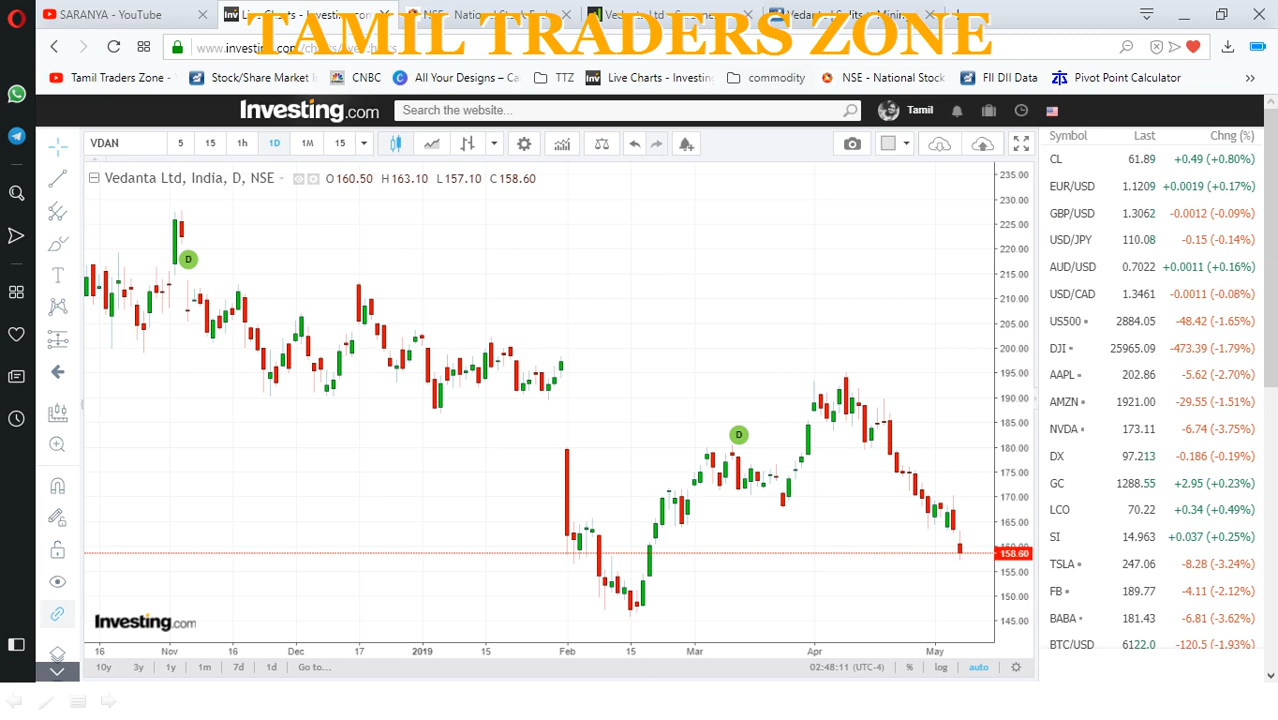 TAMIL TRADERS ZONE
SARANYA - YouTube
www.investing.com/charts/
Tamil Traders Zone - Stock/Share Market CNBC All Your Designs – Ca TTZ Live Charts - Investing commodity NSE - National Stock FII DII Data Pivot Point Calculator
Investing.com Search the website... Tamil
VDAN 5 15 1h 1D 1M 15
Vedanta Ltd, India, D, NSE O160.50 H163.10 L157.10 C158.60
235.00
230.00
225.00
220.00
215.00
210.00
205.00
200.00
195.00
190.00
185.00
180.00
175.00
170.00
165.00
160.00
158.60
155.00
150.00
145.00
D
D
Investing.com
16 Nov 16 Dec 17 2019 15 Feb 15 Mar Apr May
10y 3y 1y 1m 7d 1d Go to... 02:48:11 (UTC-4) % log auto
Symbol Last Chng (%)
CL 61.89 +0.49 (+0.80%)
EUR/USD 1.1209 +0.0019 (+0.17%)
GBP/USD 1.3062 -0.0012 (-0.09%)
USD/JPY 110.08 -0.15 (-0.14%)
AUD/USD 0.7022 +0.0011 (+0.16%)
USD/CAD 1.3461 -0.0011 (-0.08%)
US500 2884.05 -48.42 (-1.65%)
DJI 25965.09 -473.39 (-1.79%)
AAPL 202.86 -5.62 (-2.70%)
AMZN 1921.00 -29.55 (-1.51%)
NVDA 173.11 -6.74 (-3.75%)
DX 97.213 -0.186 (-0.19%)
GC 1288.55 +2.95 (+0.23%)
LCO 70.22 +0.34 (+0.49%)
SI 14.963 +0.037 (+0.25%)
TSLA 247.06 -8.28 (-3.24%)
FB 189.77 -4.11 (-2.12%)
BABA 181.43 -6.81 (-3.62%)
BTC/USD 6122.0 -120.5 (-1.93%)